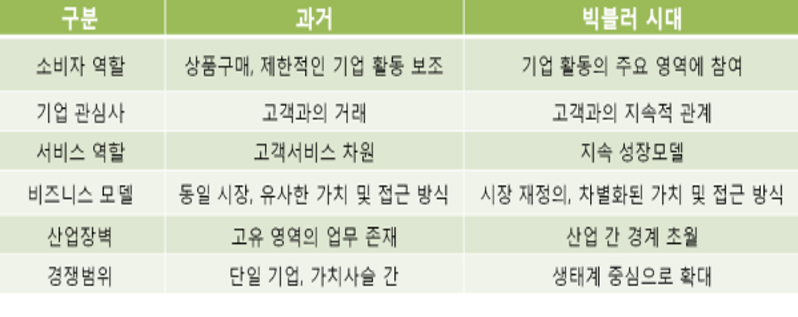 구분 과거 빅블러 시대
소비자 역할 상품구매, 제한적인 기업 활동 보조 기업 활동의 주요 영역에 참여
기업 관심사 고객과의 거래 고객과의 지속적 관계
서비스 역할 고객서비스 차원 지속 성장모델
비즈니스 모델 동일 시장, 유사한 가치 및 접근 방식 시장 재정의, 차별화된 가치 및 접근 방식
산업장벽 고유 영역의 업무 존재 산업 간 경계 초월
경쟁범위 단일 기업, 가치사슬 간 생태계 중심으로 확대